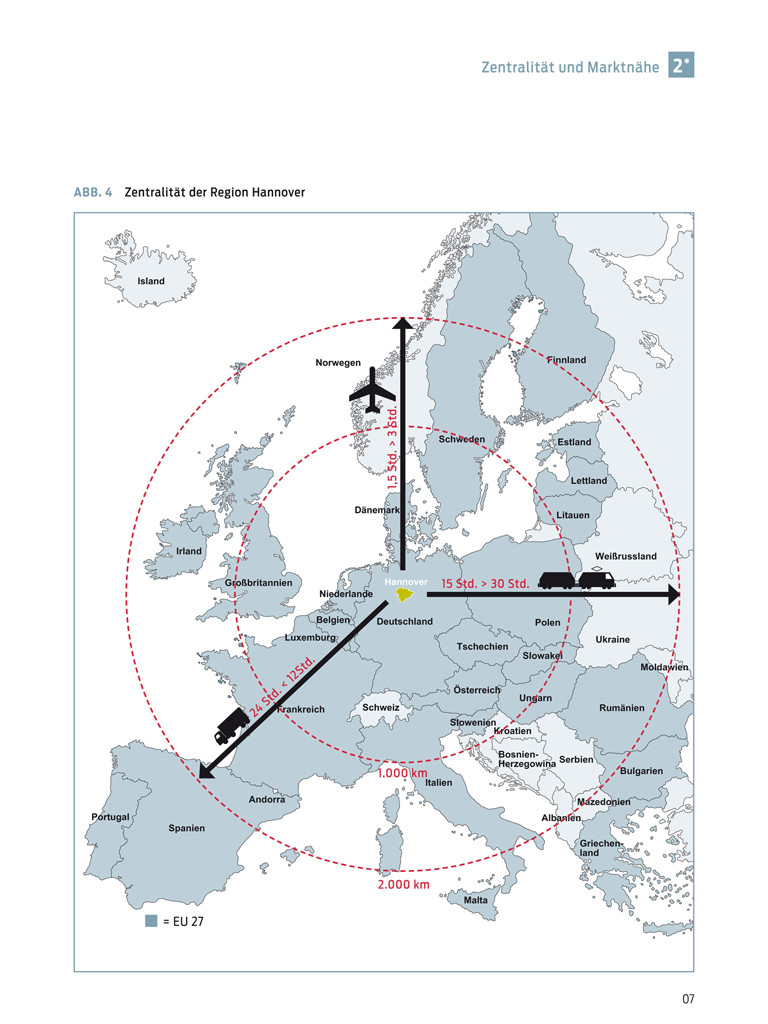 Zentralität und Marktnähe 2*
ABB. 4 Zentralität der Region Hannover
Island
Norwegen
Finnland
1,5 Std. > 3 Std.
Schweden
Estland
Lettland
Dänemark
Litauen
Irland
Weißrussland
Großbritannien
Hannover
15 Std. > 30 Std.
Niederlande
Belgien
Deutschland
Polen
Luxemburg
Ukraine
Tschechien
Slowakei
Moldawien
24 Std. < 12Std.
Österreich
Ungarn
Frankreich
Schweiz
Rumänien
Slowenien
Kroatien
Bosnien-
Herzegowina
Serbien
1.000 km
Bulgarien
Italien
Andorra
Mazedonien
Portugal
Albanien
Spanien
Griechen-
land
2.000 km
Malta
= EU 27
07